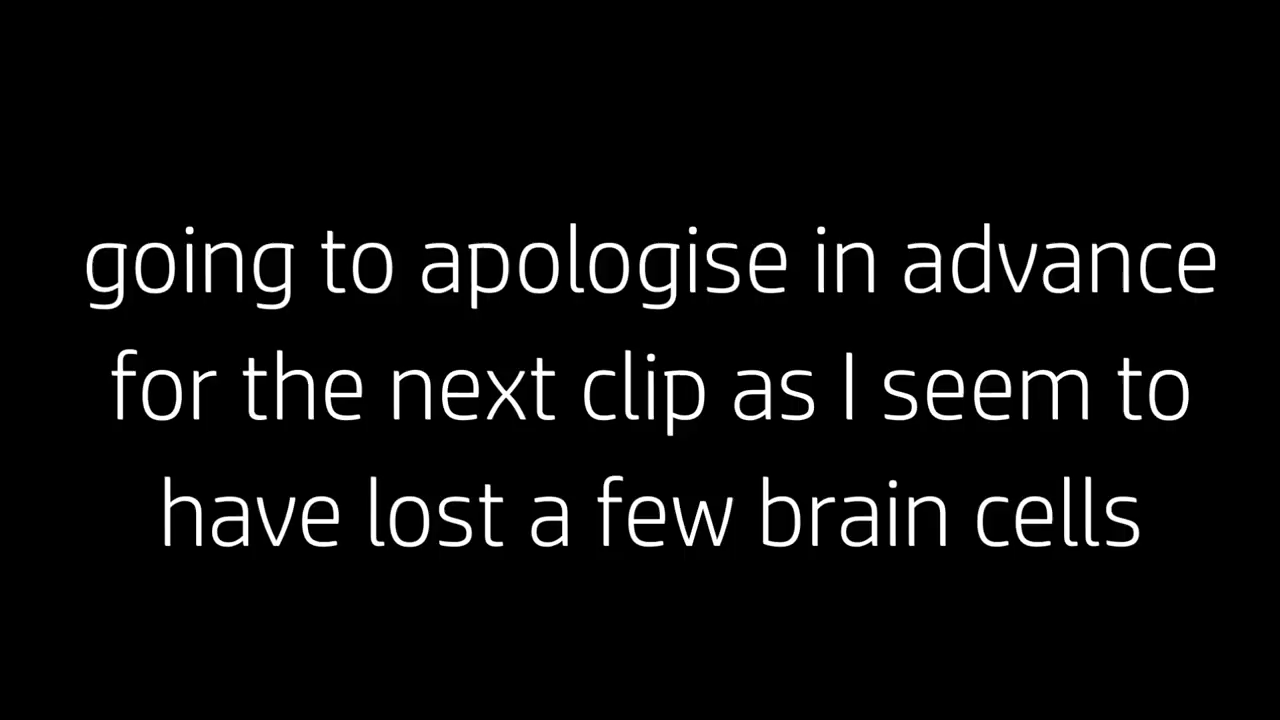 going to apologise in advance
for the next clip as I seem to
have lost a few brain cells